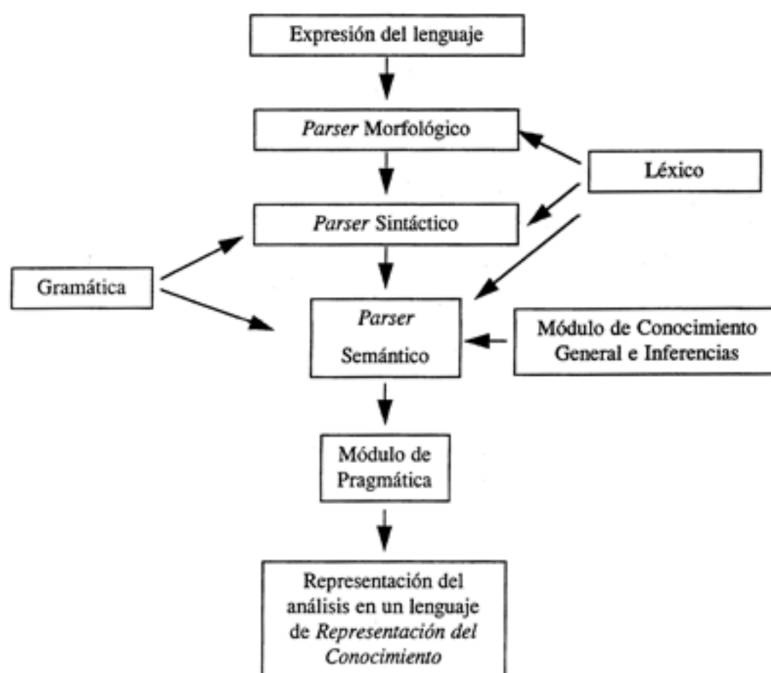 Expresión del lenguaje
Parser Morfológico
Léxico
Parser Sintáctico
Gramática
Parser
Semántico
Módulo de Conocimiento
General e Inferencias
Módulo de
Pragmática
Representación del
análisis en un lenguaje
de Representación del
Conocimiento